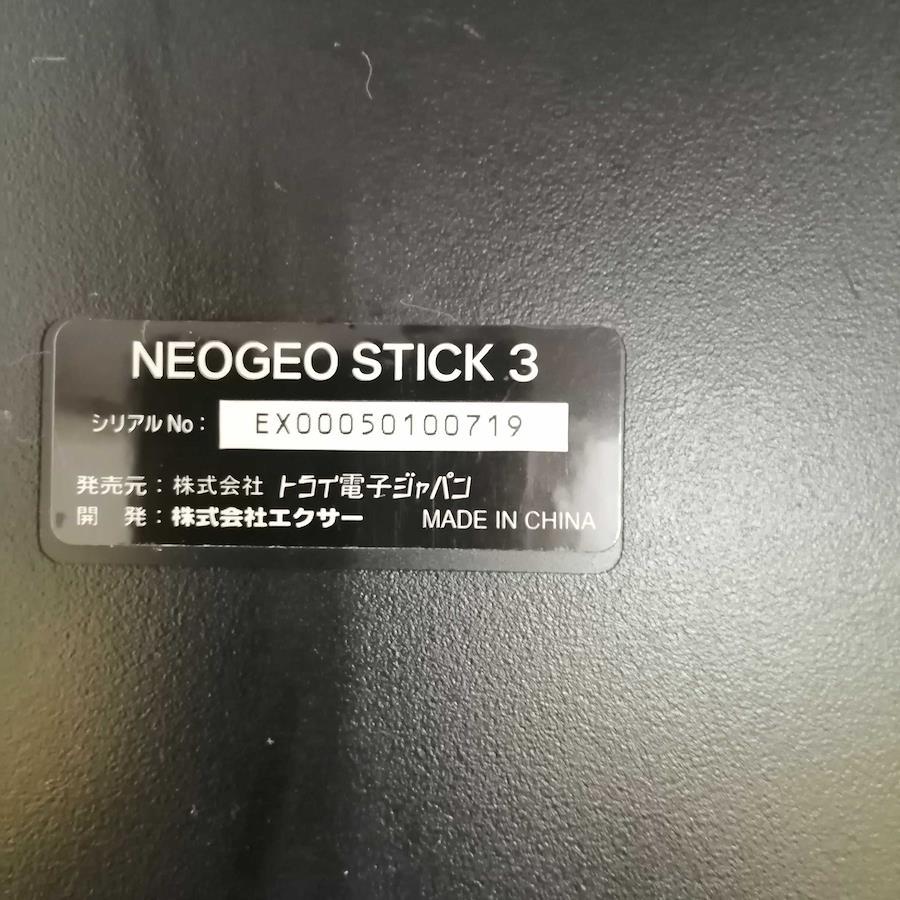 NEOGEO STICK 3
シリアルNo： EX00050100719
発売元：株式会社 トライ電子ジャパン
開　発：株式会社エクサー　MADE IN CHINA